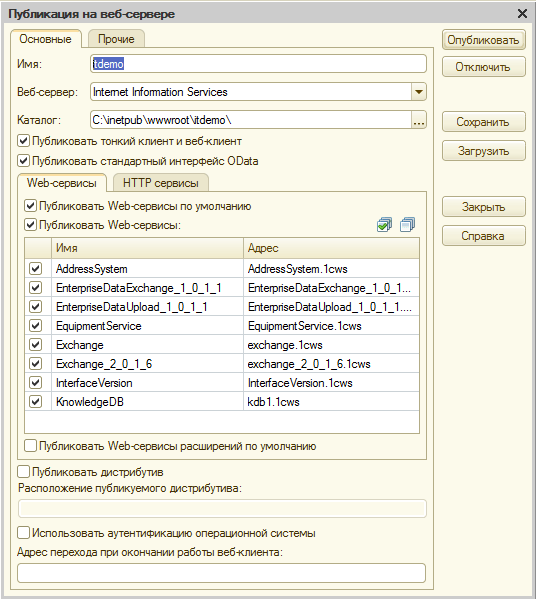 Публикация на веб-сервере
Основные Прочие
Имя: itdemo
Веб-сервер: Internet Information Services
Каталог: C:\inetpub\wwwroot\itdemo\ ...
Публиковать тонкий клиент и веб-клиент
Публиковать стандартный интерфейс OData
Web-сервисы HTTP сервисы
Публиковать Web-сервисы по умолчанию
Публиковать Web-сервисы:
Имя Адрес
AddressSystem AddressSystem.1cws
EnterpriseDataExchange_1_0_1_1 EnterpriseDataExchange_1_0_1...
EnterpriseDataUpload_1_0_1_1 EnterpriseDataUpload_1_0_1_1....
EquipmentService EquipmentService.1cws
Exchange exchange.1cws
Exchange_2_0_1_6 exchange_2_0_1_6.1cws
InterfaceVersion InterfaceVersion.1cws
KnowledgeDB kdb1.1cws
Публиковать Web-сервисы расширений по умолчанию
Публиковать дистрибутив
Расположение публикуемого дистрибутива:
Использовать аутентификацию операционной системы
Адрес перехода при окончании работы веб-клиента:
Опубликовать
Отключить
Сохранить
Загрузить
Закрыть
Справка